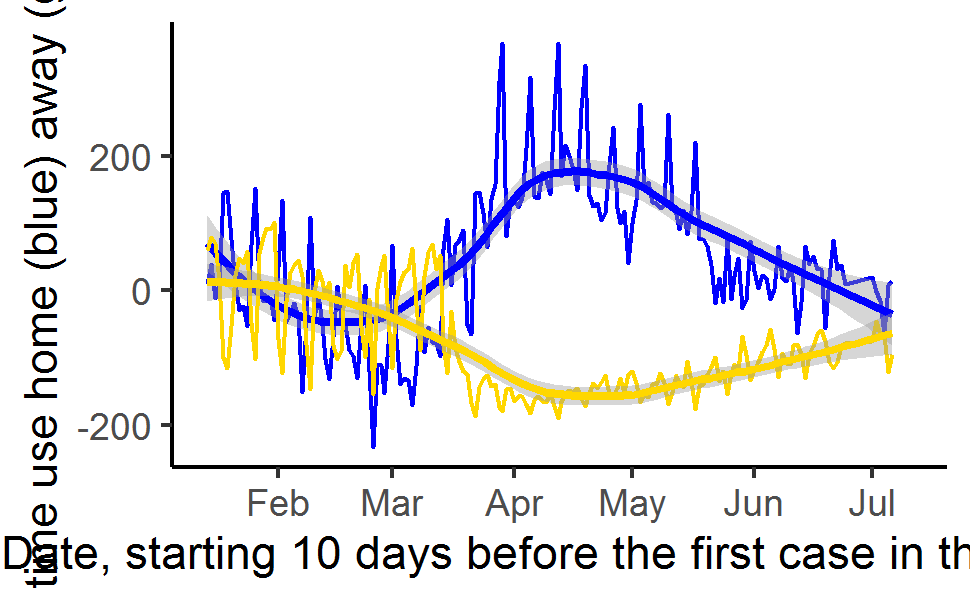 time use home (blue) away (
200
0
-200
Feb Mar Apr May Jun Jul
Date, starting 10 days before the first case in th